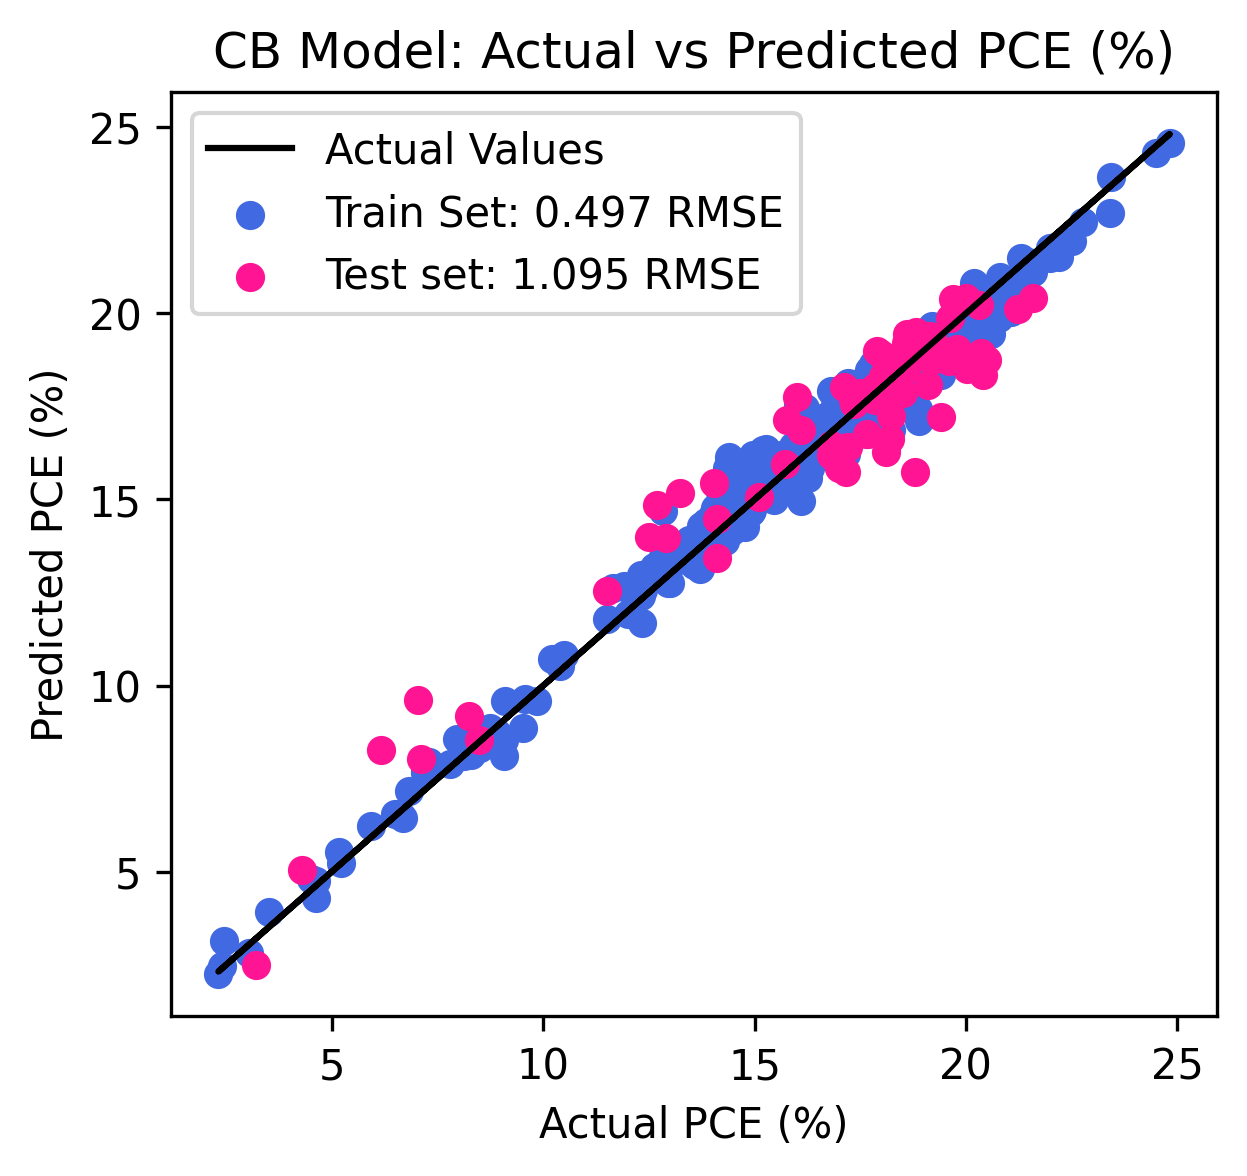 CB Model: Actual vs Predicted PCE (%)
Actual Values
Train Set: 0.497 RMSE
Test set: 1.095 RMSE
Predicted PCE (%)
25
20
15
10
5
5 10 15 20 25
Actual PCE (%)